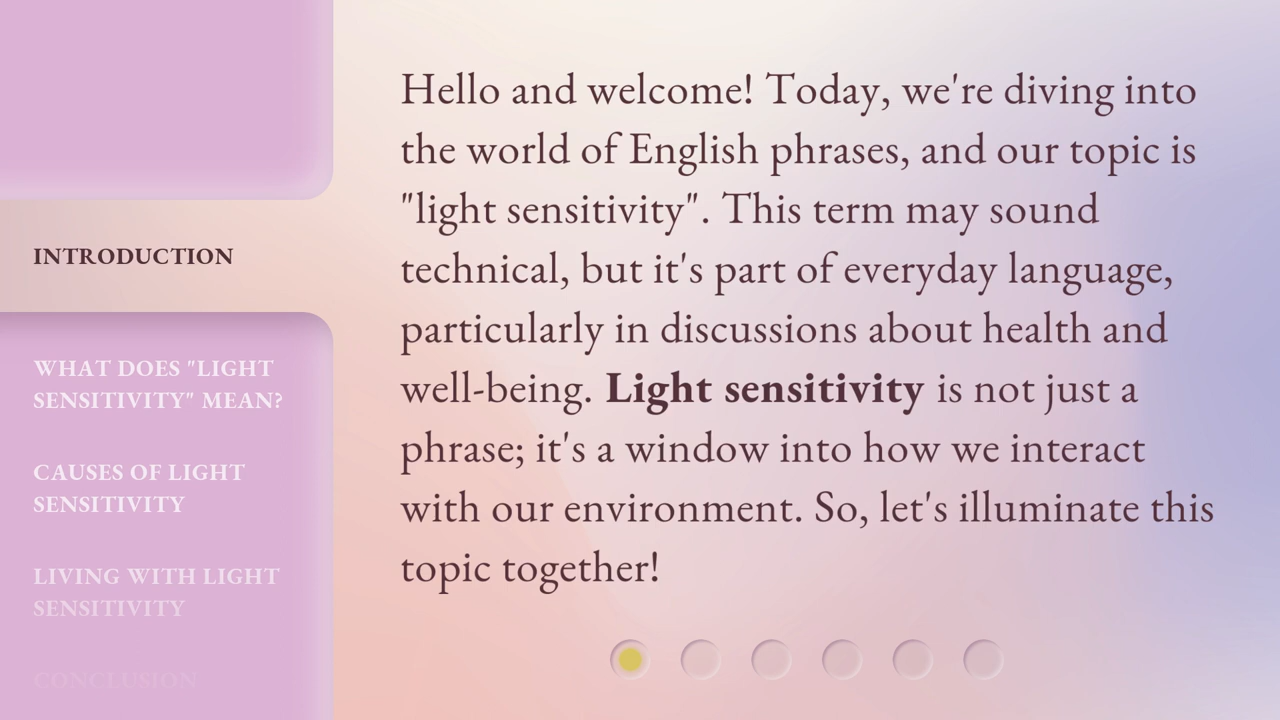 INTRODUCTION
WHAT DOES "LIGHT
SENSITIVITY" MEAN?
CAUSES OF LIGHT
SENSITIVITY
LIVING WITH LIGHT
SENSITIVITY
CONCLUSION
Hello and welcome! Today, we're diving into
the world of English phrases, and our topic is
"light sensitivity". This term may sound
technical, but it's part of everyday language,
particularly in discussions about health and
well-being. Light sensitivity is not just a
phrase; it's a window into how we interact
with our environment. So, let's illuminate this
topic together!